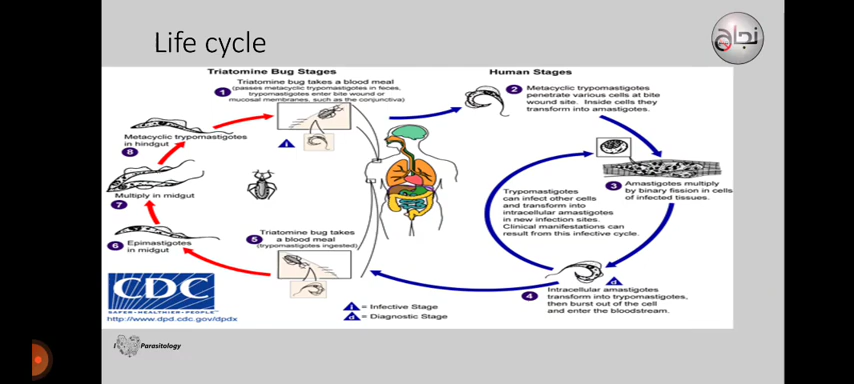 Life cycle
نجاح
Triatomine Bug Stages
Human Stages
1
Triatomine bug takes a blood meal
(passes metacyclic trypomastigotes in feces,
trypomastigotes enter bite wound or
mucosal membranes, such as the conjunctiva)
2
Metacyclic trypomastigotes
penetrate various cells at bite
wound site. Inside cells they
transform into amastigotes.
i
3
Amastigotes multiply
by binary fission in cells
of infected tissues.
Trypomastigotes
can infect other cells
and transform into
intracellular amastigotes
in new infection sites.
Clinical manifestations can
result from this infective cycle.
d
4
Intracellular amastigotes
transform into trypomastigotes,
then burst out of the cell
and enter the bloodstream.
5
Triatomine bug takes
a blood meal
(trypomastigotes ingested)
6
Epimastigotes
in midgut
7
Multiply in midgut
Metacyclic trypomastigotes
in hindgut
8
i = Infective Stage
d = Diagnostic Stage
CDC
SAFER·HEALTHIER·PEOPLE™
http://www.dpd.cdc.gov/dpdx
Parasitology